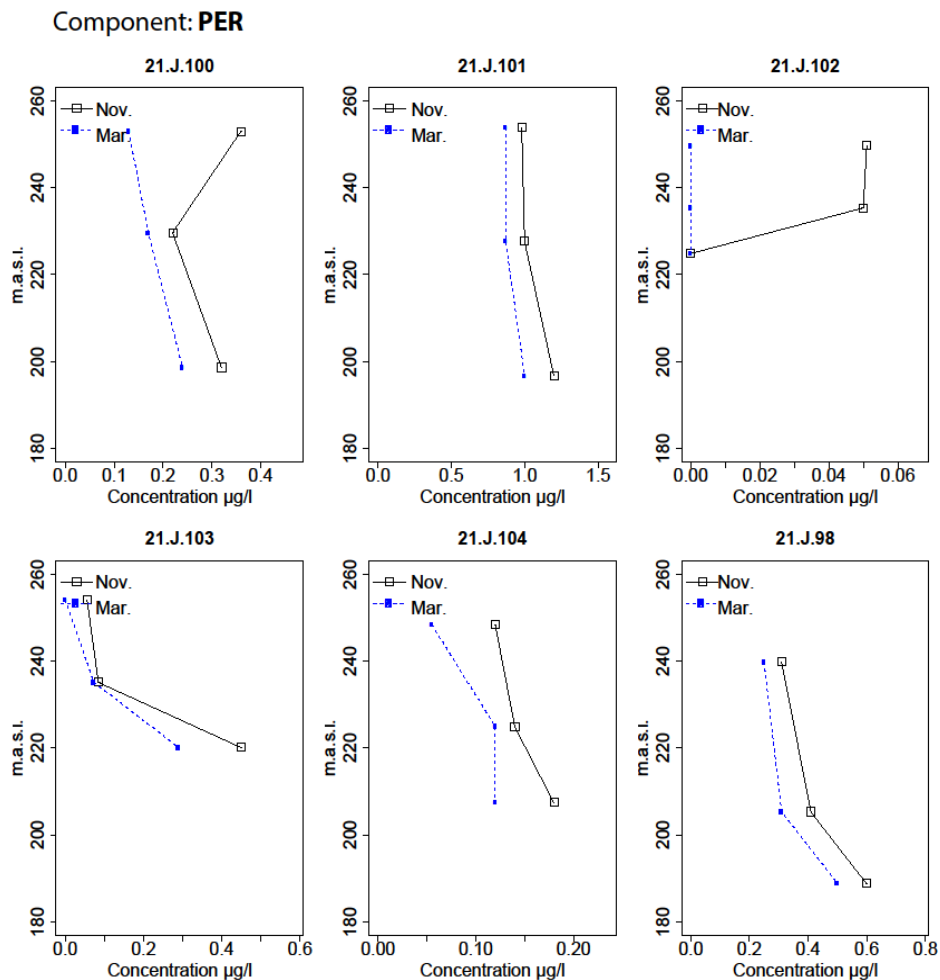 Component: PER
21.J.100
260
240
220
200
180
m.a.s.l.
Nov.
Mar.
0.0 0.1 0.2 0.3 0.4
Concentration µg/l
21.J.101
260
240
220
200
180
m.a.s.l.
Nov.
Mar.
0.0 0.5 1.0 1.5
Concentration µg/l
21.J.102
260
240
220
200
180
m.a.s.l.
Nov.
Mar.
0.00 0.02 0.04 0.06
Concentration µg/l
21.J.103
260
240
220
200
180
m.a.s.l.
Nov.
Mar.
0.0 0.2 0.4 0.6
Concentration µg/l
21.J.104
260
240
220
200
180
m.a.s.l.
Nov.
Mar.
0.00 0.10 0.20
Concentration µg/l
21.J.98
260
240
220
200
180
m.a.s.l.
Nov.
Mar.
0.0 0.2 0.4 0.6 0.8
Concentration µg/l